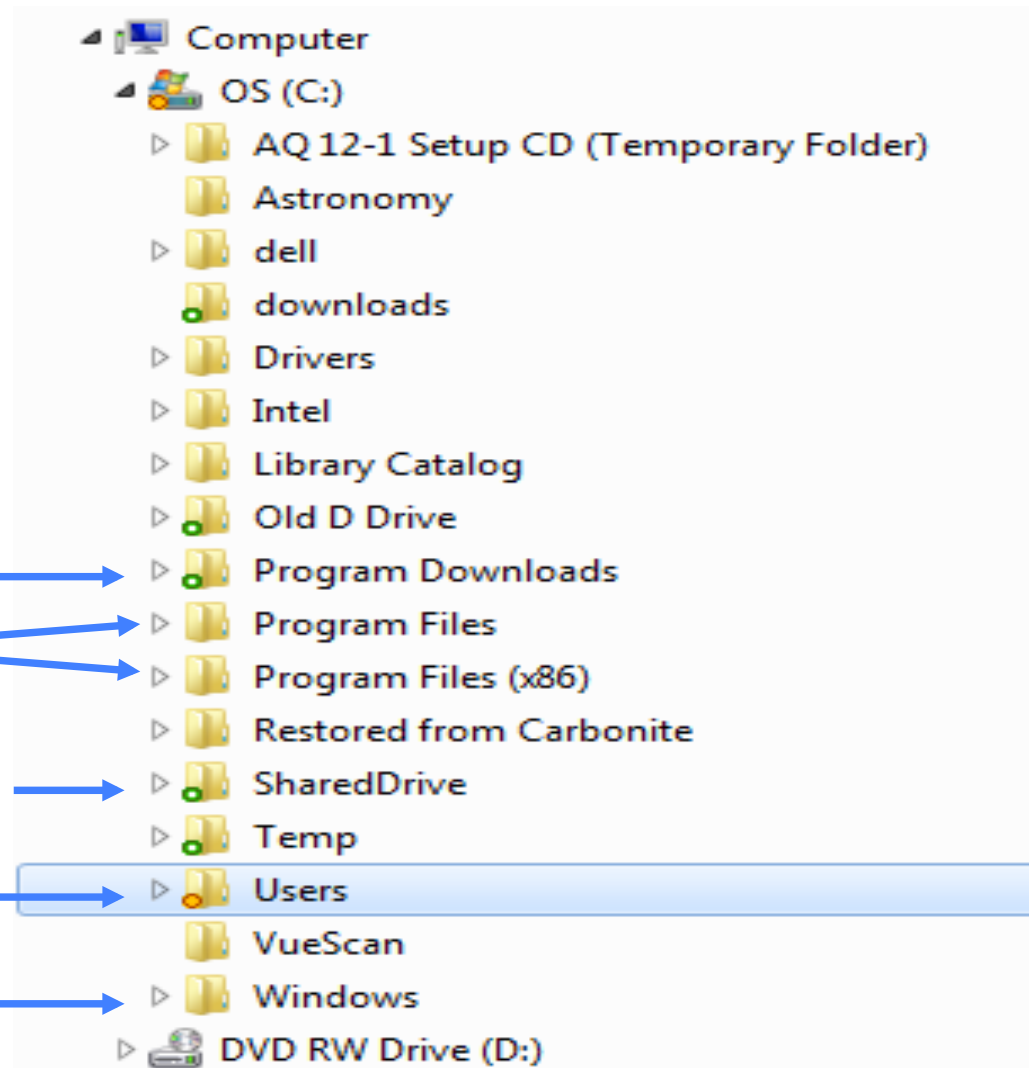 Computer
OS (C:)
AQ 12-1 Setup CD (Temporary Folder)
Astronomy
dell
downloads
Drivers
Intel
Library Catalog
Old D Drive
Program Downloads
Program Files
Program Files (x86)
Restored from Carbonite
SharedDrive
Temp
Users
VueScan
Windows
DVD RW Drive (D:)